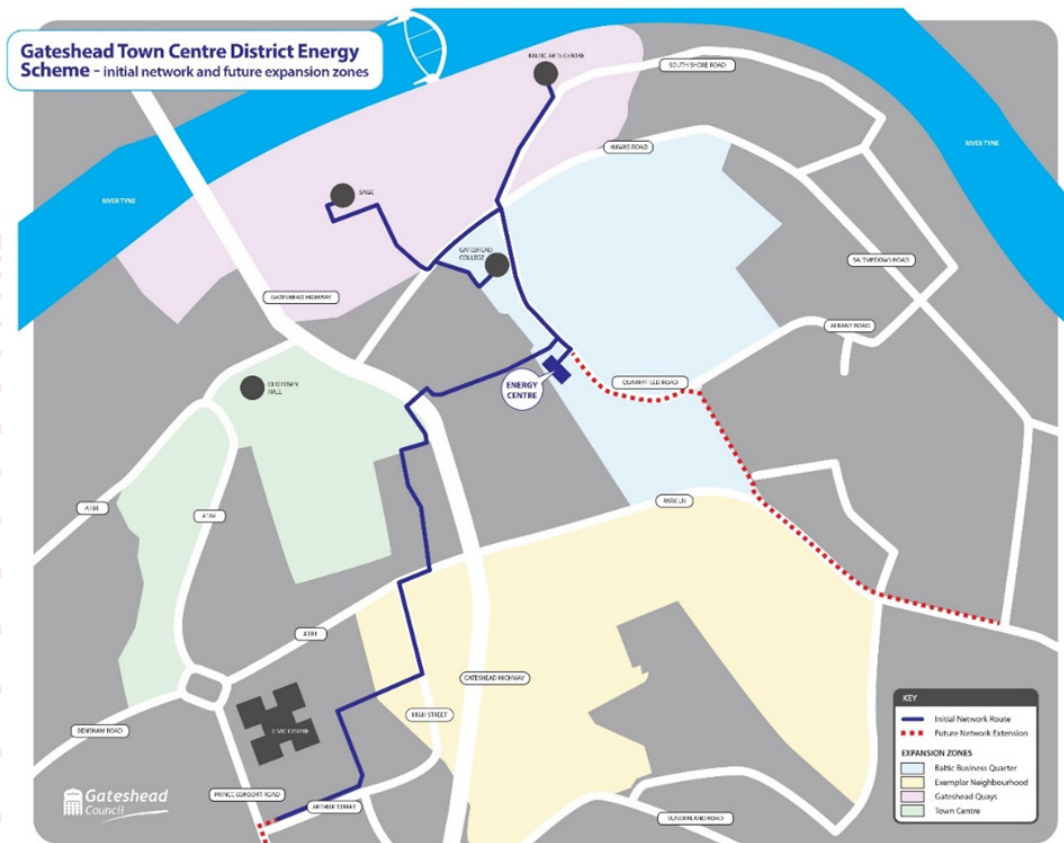 Gateshead Town Centre District Energy
Scheme - initial network and future expansion zones
BALTIC ARTS CENTRE
SOUTH SHORE ROAD
RIVER TYNE
HAWKS ROAD
RIVER TYNE
SAGE
GATESHEAD
COLLEGE
SALTMEADOWS ROAD
GATESHEAD HIGHWAY
ALBANY ROAD
OLD TOWN
HALL
ENERGY
CENTRE
QUARRYFIELD ROAD
A184
A184
PARK LN
A184
GATESHEAD HIGHWAY
HIGH STREET
BENSHAM ROAD
CIVIC CENTRE
PRINCE CONSORT ROAD
ARTHUR STREET
SUNDERLAND ROAD
Gateshead
Council
KEY
Initial Network Route
Future Network Extension
EXPANSION ZONES
Baltic Business Quarter
Exemplar Neighbourhood
Gateshead Quays
Town Centre